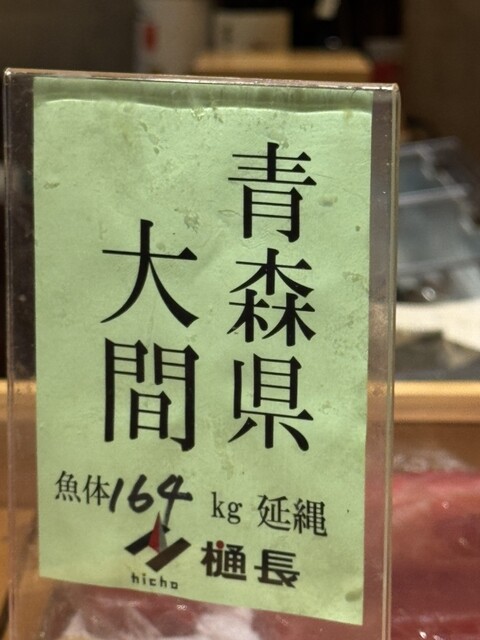 青森県
大間
魚体164kg 延縄
hicho
樋長